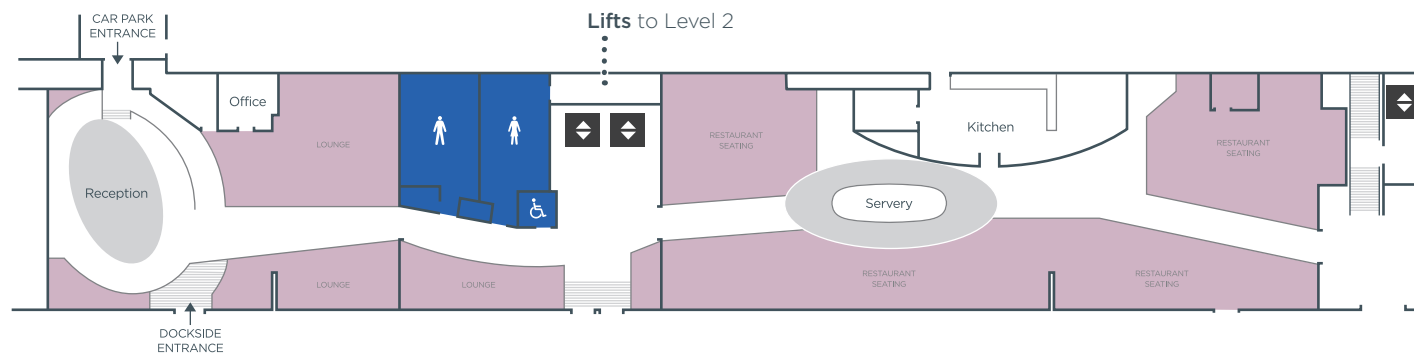 CAR PARK
ENTRANCE
Lifts to Level 2
Office
LOUNGE
RESTAURANT
SEATING
Kitchen
RESTAURANT
SEATING
Reception
Servery
LOUNGE
LOUNGE
RESTAURANT
SEATING
RESTAURANT
SEATING
DOCKSIDE
ENTRANCE